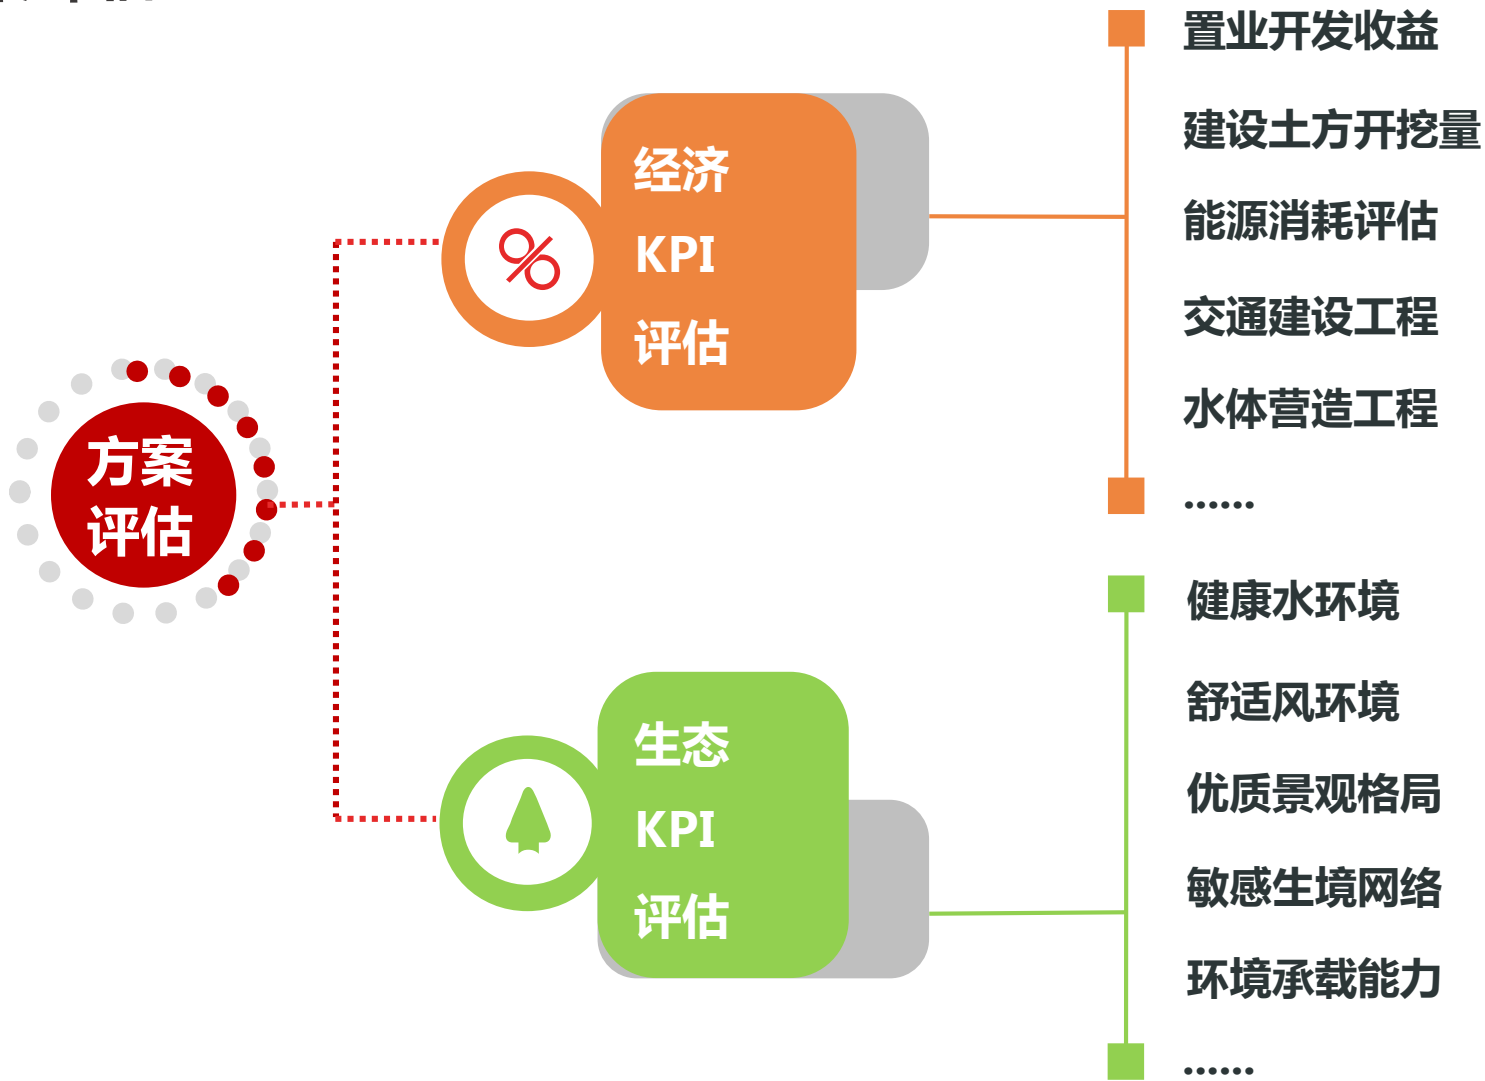 方案
评估
经济
KPI
评估
置业开发收益
建设土方开挖量
能源消耗评估
交通建设工程
水体营造工程
......
生态
KPI
评估
健康水环境
舒适风环境
优质景观格局
敏感生境网络
环境承载能力
......